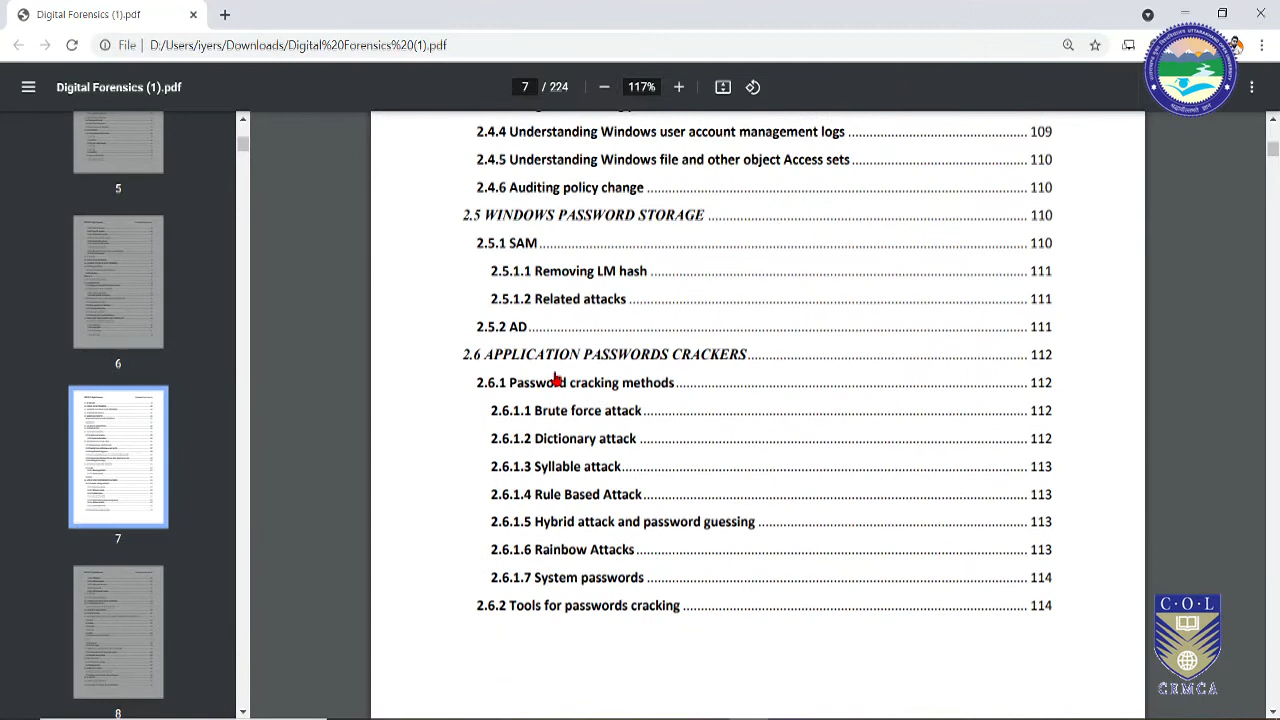 Digital Forensics (1).pdf
File | D:/Users/iyers/Downloads/Digital%20Forensics%20(1).pdf
Digital Forensics (1).pdf
7 / 224
117%
5
6
7
8
2.4.4 Understanding Windows user account management logs 109
2.4.5 Understanding Windows file and other object Access sets 110
2.4.6 Auditing policy change 110
2.5 WINDOWS PASSWORD STORAGE 110
2.5.1 SAM 110
2.5.1.1 Removing LM hash 111
2.5.1.2 Related attacks 111
2.5.2 AD 111
2.6 APPLICATION PASSWORDS CRACKERS 112
2.6.1 Password cracking methods 112
2.6.1.1 Brute force attack 112
2.6.1.2 Dictionary attack 112
2.6.1.3 Syllable attack 113
2.6.1.4 Rule Based Attack 113
2.6.1.5 Hybrid attack and password guessing 113
2.6.1.6 Rainbow Attacks 113
2.6.1.7 System passwords 114
2.6.2 Tools for passwords cracking 114
C·O·L
CRMCA